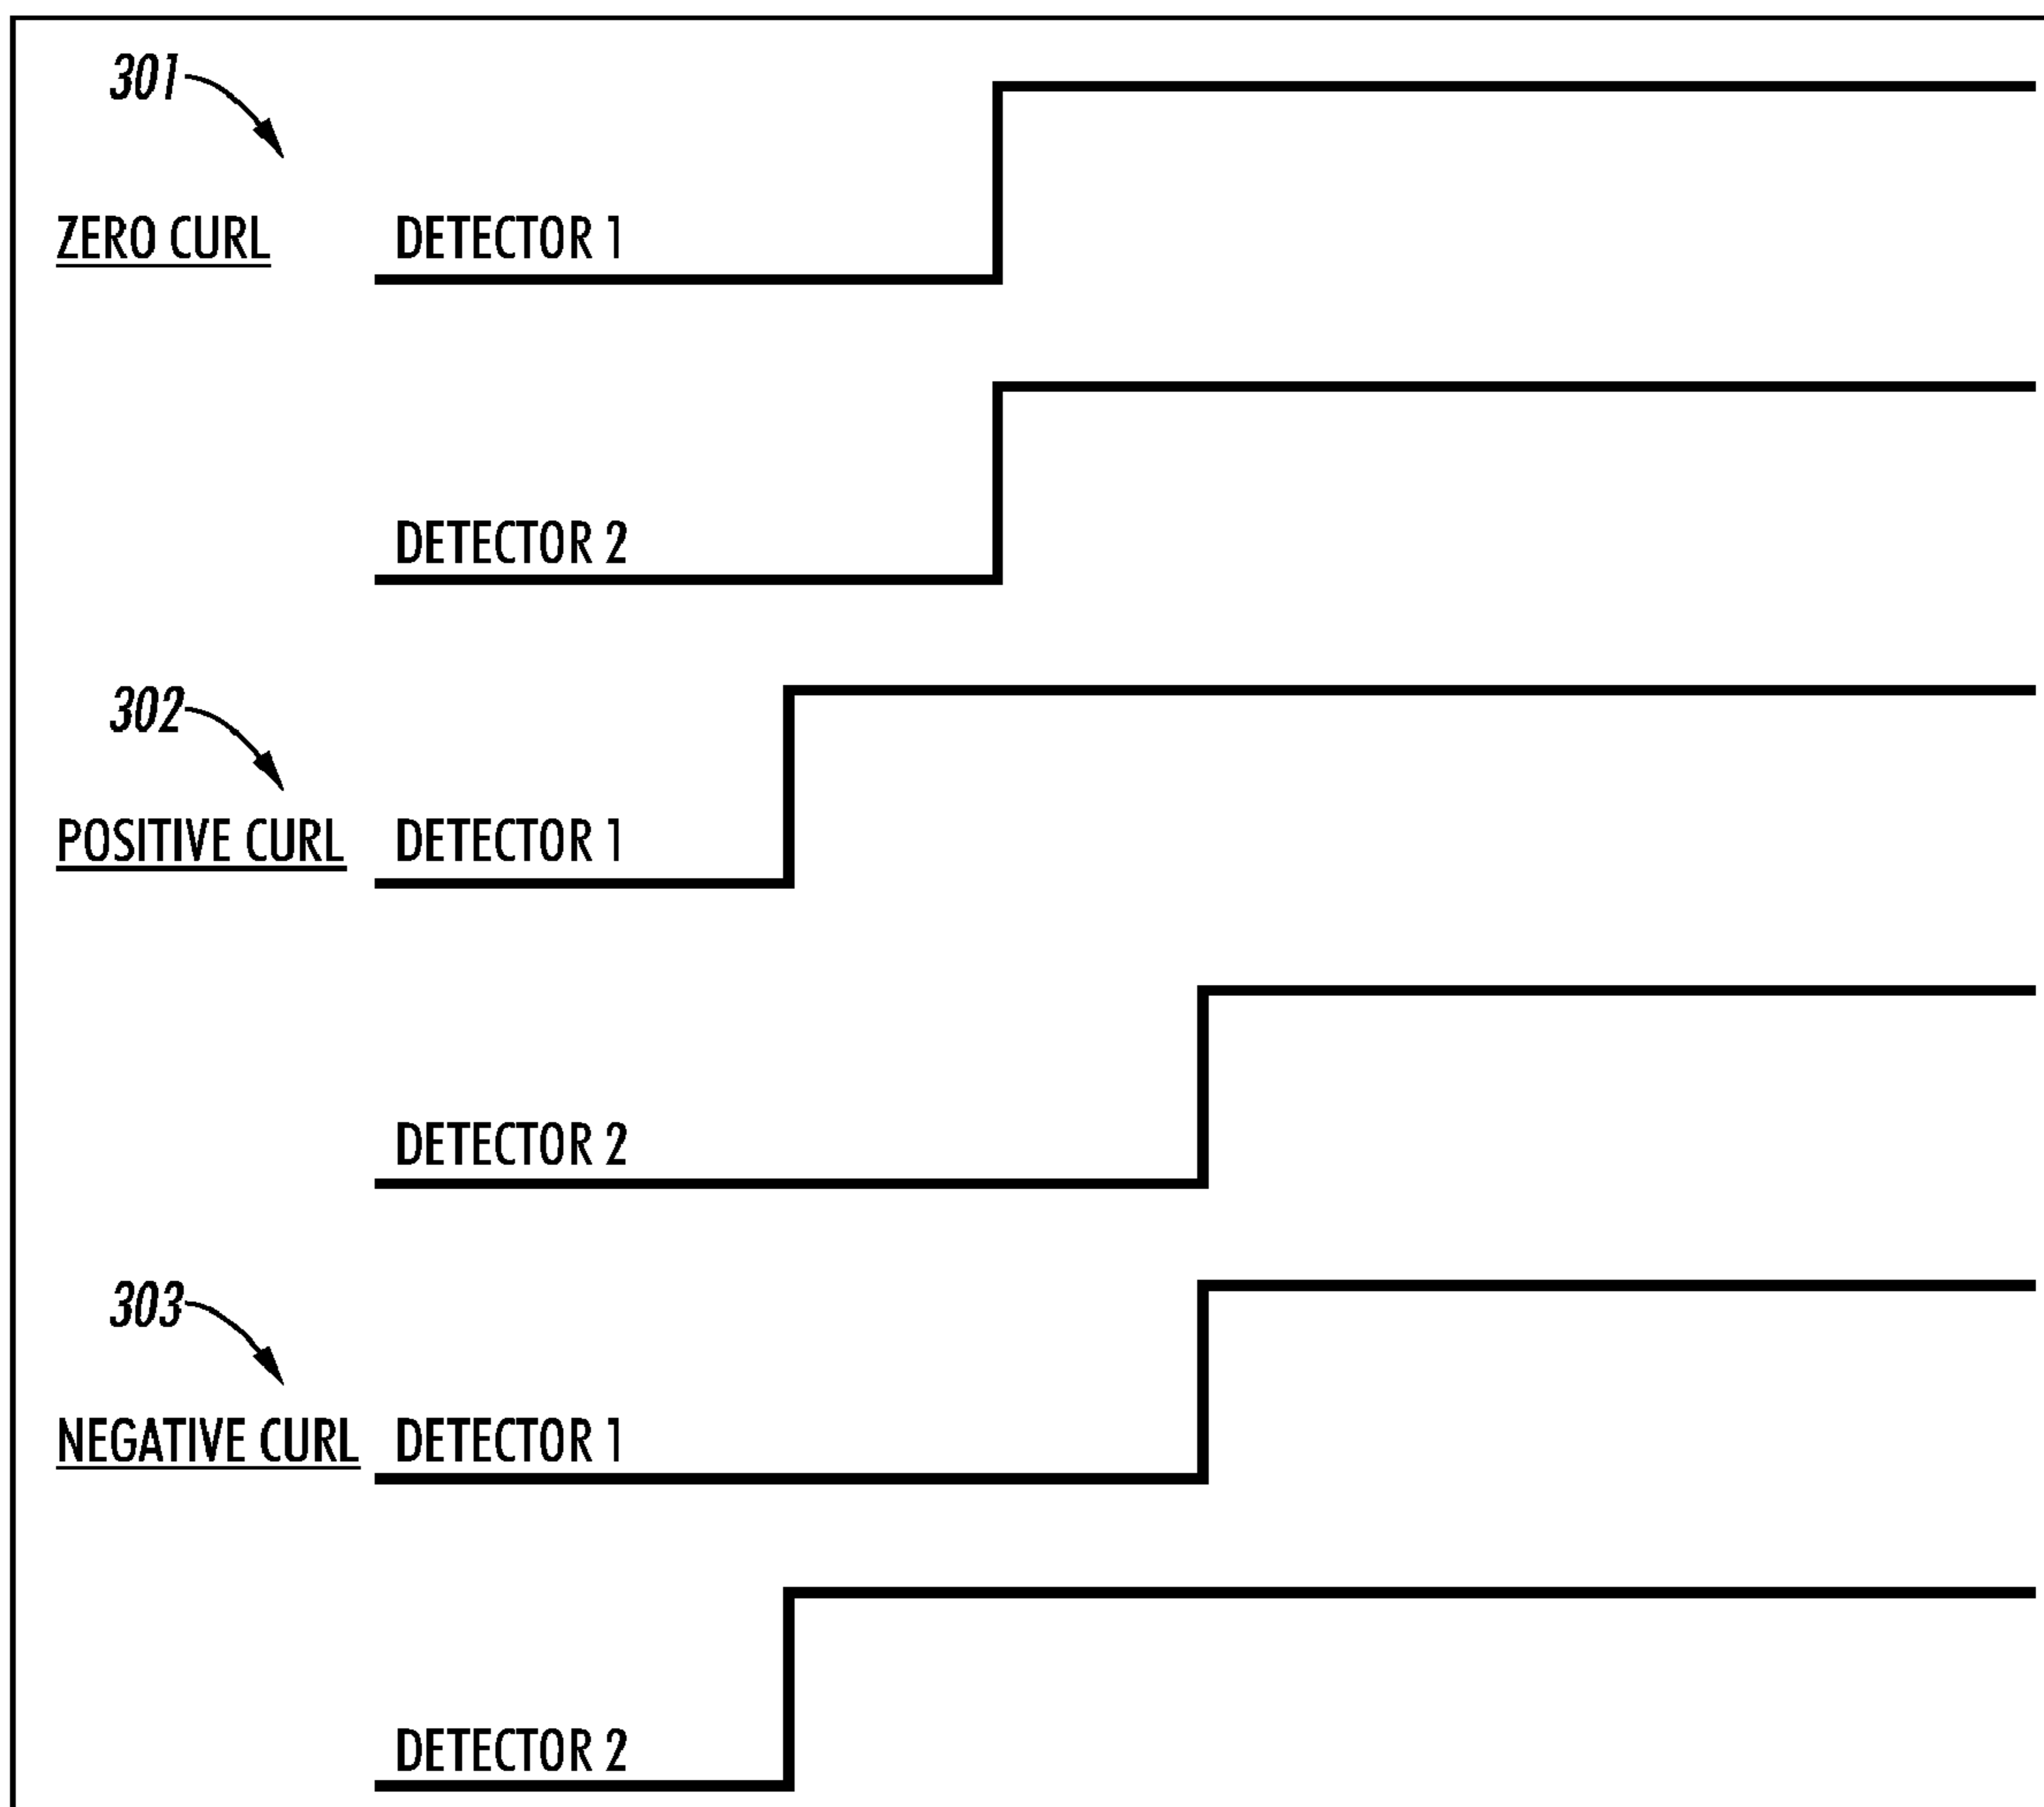 301
ZERO CURL DETECTOR 1
DETECTOR 2
302
POSITIVE CURL DETECTOR 1
DETECTOR 2
303
NEGATIVE CURL DETECTOR 1
DETECTOR 2